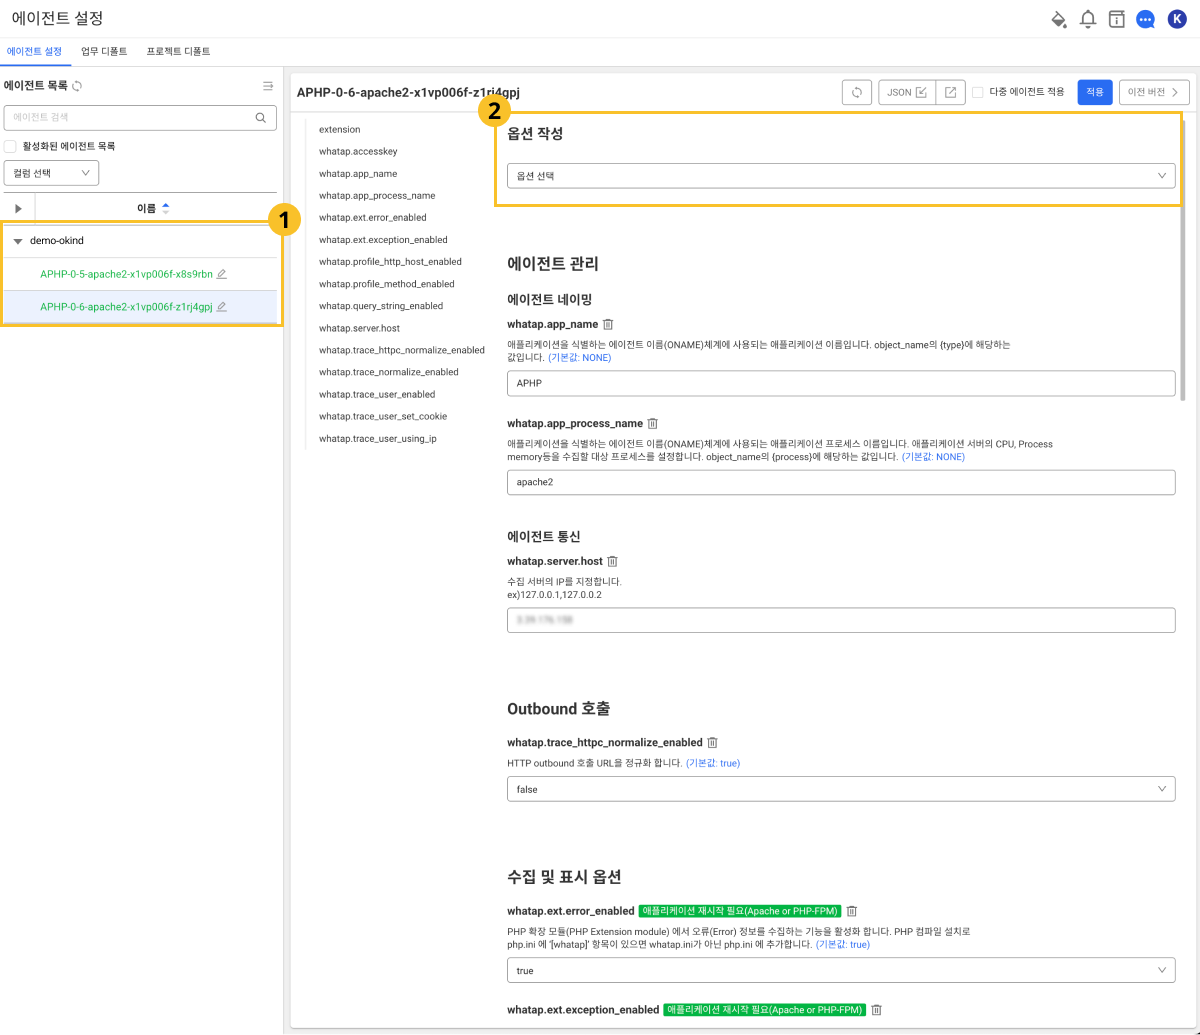 에이전트 설정
K
에이전트 설정 업무 디폴트 프로젝트 디폴트
에이전트 목록
에이전트 검색
활성화된 에이전트 목록
컬럼 선택
이름
1
demo-okind
APHP-0-5-apache2-x1vp006f-x8s9rbn
APHP-0-6-apache2-x1vp006f-z1rj4gpj
APHP-0-6-apache2-x1vp006f-z1rj4gpj
JSON
다중 에이전트 적용
적용
이전 버전
2
extension
whatap.accesskey
whatap.app_name
whatap.app_process_name
whatap.ext.error_enabled
whatap.ext.exception_enabled
whatap.profile_http_host_enabled
whatap.profile_method_enabled
whatap.query_string_enabled
whatap.server.host
whatap.trace_httpc_normalize_enabled
whatap.trace_normalize_enabled
whatap.trace_user_enabled
whatap.trace_user_set_cookie
whatap.trace_user_using_ip
옵션 작성
옵션 선택
에이전트 관리
에이전트 네이밍
whatap.app_name
애플리케이션을 식별하는 에이전트 이름(ONAME)체계에 사용되는 애플리케이션 이름입니다. object_name의 {type}에 해당하는
값입니다. (기본값: NONE)
APHP
whatap.app_process_name
애플리케이션을 식별하는 에이전트 이름(ONAME)체계에 사용되는 애플리케이션 프로세스 이름입니다. 애플리케이션 서버의 CPU, Process
memory등을 수집할 대상 프로세스를 설정합니다. object_name의 {process}에 해당하는 값입니다. (기본값: NONE)
apache2
에이전트 통신
whatap.server.host
수집 서버의 IP를 지정합니다.
ex)127.0.0.1,127.0.0.2
Outbound 호출
whatap.trace_httpc_normalize_enabled
HTTP outbound 호출 URL을 정규화 합니다. (기본값: true)
false
수집 및 표시 옵션
whatap.ext.error_enabled 애플리케이션 재시작 필요(Apache or PHP-FPM)
PHP 확장 모듈(PHP Extension module) 에서 오류(Error) 정보를 수집하는 기능을 활성화 합니다. PHP 컴파일 설치로
php.ini 에 '[whatap]' 항목이 있으면 whatap.ini가 아닌 php.ini 에 추가합니다. (기본값: true)
true
whatap.ext.exception_enabled 애플리케이션 재시작 필요(Apache or PHP-FPM)